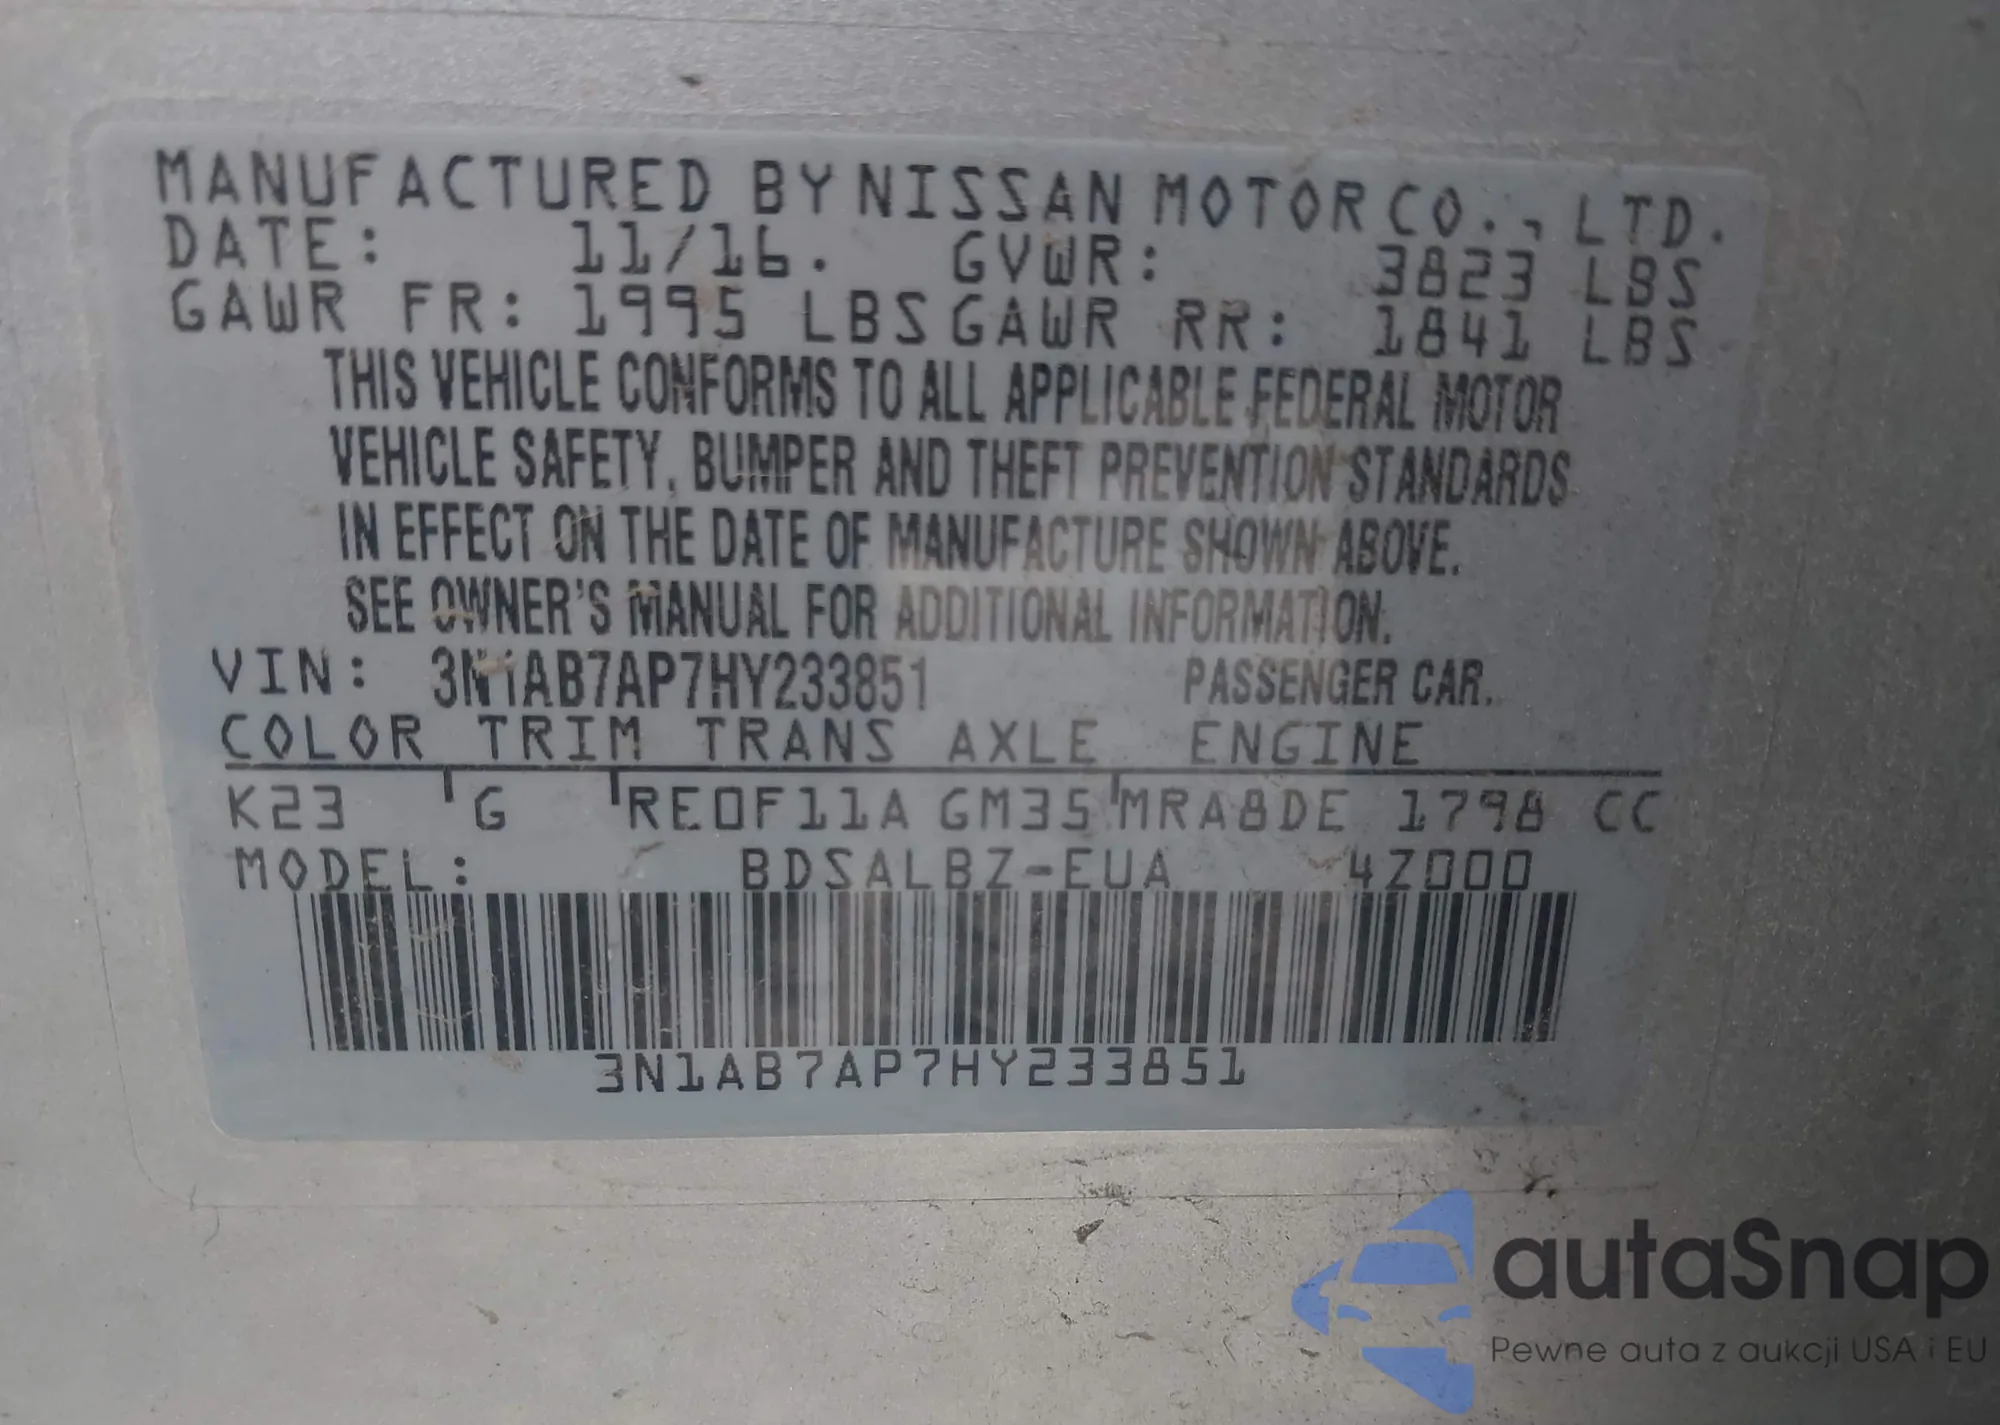 MANUFACTURED BY NISSAN MOTOR CO., LTD.
DATE: 11/16. GVWR: 3823 LBS
GAWR FR: 1995 LBS GAWR RR: 1841 LBS
THIS VEHICLE CONFORMS TO ALL APPLICABLE FEDERAL MOTOR
VEHICLE SAFETY, BUMPER AND THEFT PREVENTION STANDARDS
IN EFFECT ON THE DATE OF MANUFACTURE SHOWN ABOVE.
SEE OWNER'S MANUAL FOR ADDITIONAL INFORMATION.
VIN: 3N1AB7AP7HY233851 PASSENGER CAR.
COLOR TRIM TRANS AXLE ENGINE
K23 G RE0F11A GM35 MRA8DE 1798 CC
MODEL: BDSALBZ-EUA 4Z000
3N1AB7AP7HY233851
autaSnap
Pewne auta z aukcji USA i EU